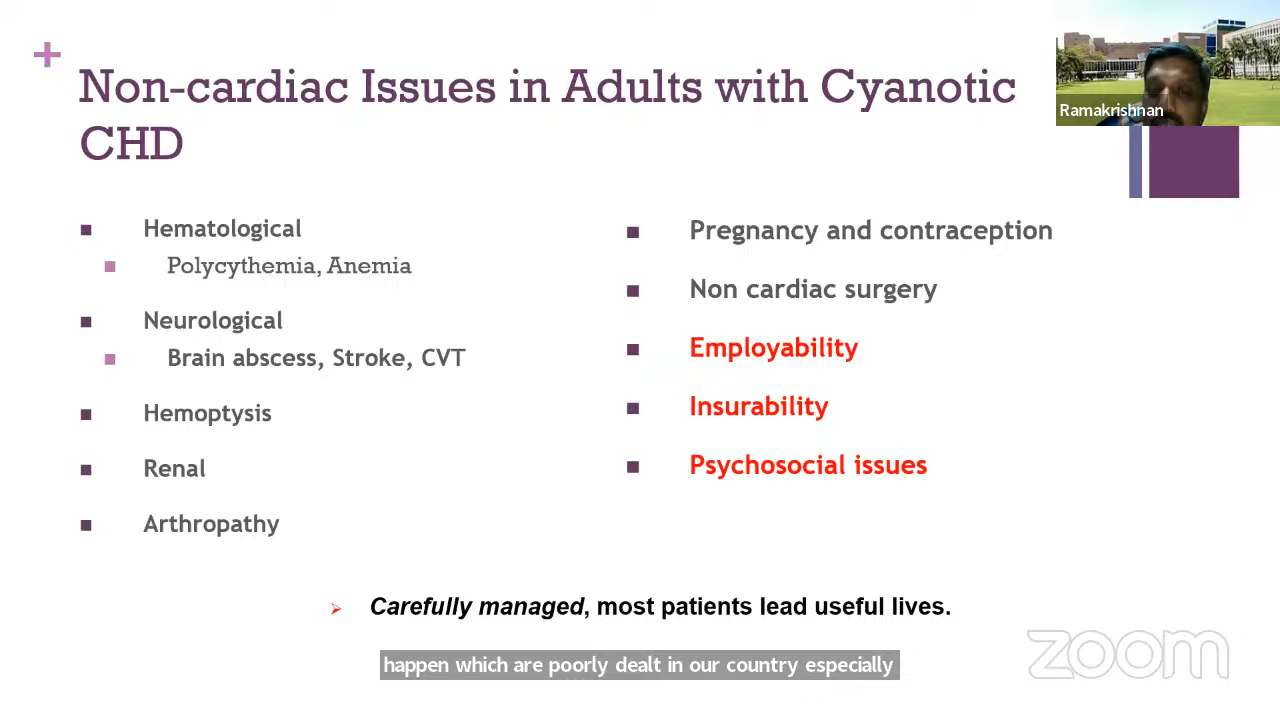 +
Non-cardiac Issues in Adults with Cyanotic
CHD
Ramakrishnan
Hematological
Polycythemia, Anemia
Neurological
Brain abscess, Stroke, CVT
Hemoptysis
Renal
Arthropathy
Pregnancy and contraception
Non cardiac surgery
Employability
Insurability
Psychosocial issues
Carefully managed, most patients lead useful lives.
happen which are poorly dealt in our country especially
zoom